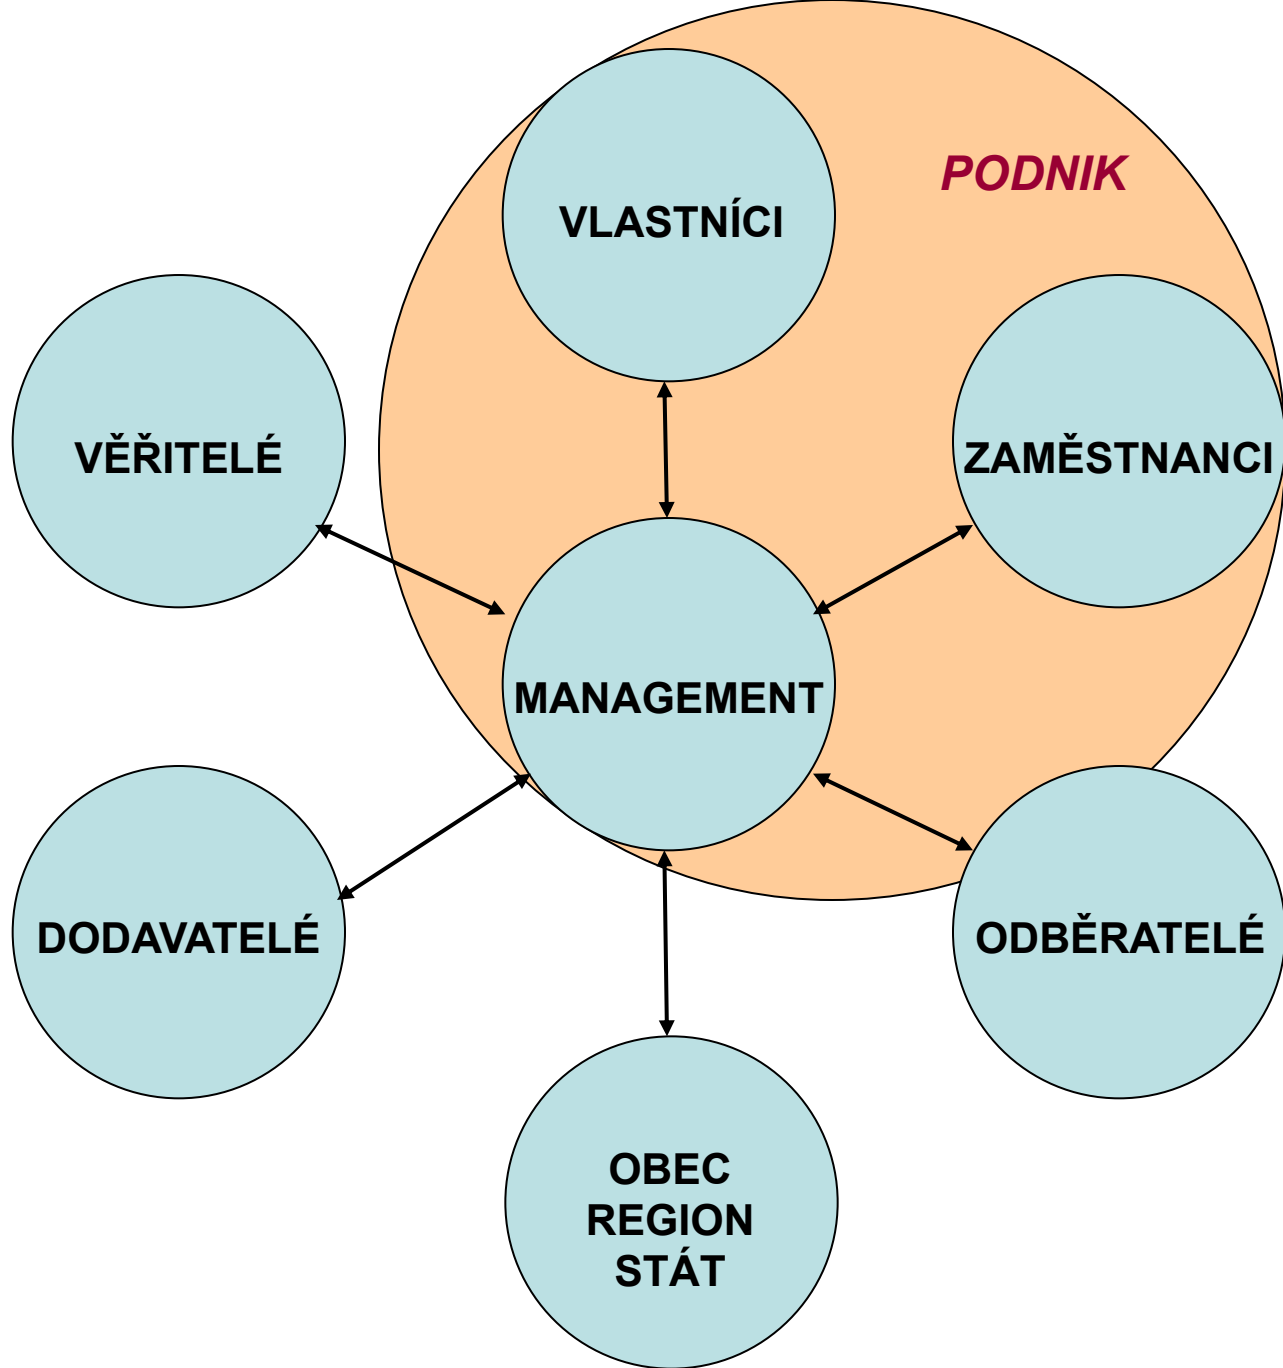 PODNIK
VLASTNÍCI
VĚŘITELÉ
ZAMĚSTNANCI
MANAGEMENT
DODAVATELÉ
ODBĚRATELÉ
OBEC
REGION
STÁT